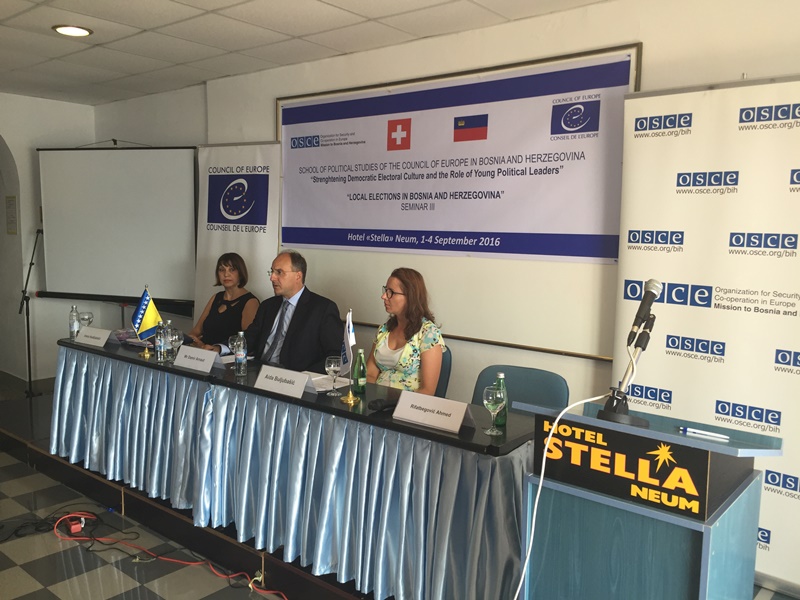 COUNCIL OF EUROPE
CONSEIL DE L'EUROPE
osce
Organization for Security and
Co-operation in Europe
Mission to Bosnia and Herzegovina
COUNCIL OF EUROPE
CONSEIL DE L'EUROPE
SCHOOL OF POLITICAL STUDIES OF THE COUNCIL OF EUROPE IN BOSNIA AND HERZEGOVINA
"Strenghtening Democratic Electoral Culture and the Role of Young Political Leaders"
"LOCAL ELECTIONS IN BOSNIA AND HERZEGOVINA"
SEMINAR III
Hotel «Stella» Neum, 1-4 September 2016
osce
www.osce.org/bih
osce
www.osce.org/bih
osce
www.osce.org/bih
osce
www.osce.org/bih
osce
www.osce.org/bih
osce
Organization for Security
Co-operation in Europe
Mission to Bosnia and
osce
www.osce.org/bih
osce
www.osce
osce
www.osce.org/bih
osce
www.osce.org/bih
osce
www.osce
Aida Buljubašić
Rifatbegović Ahmed
HOTEL
STELLA
NEUM